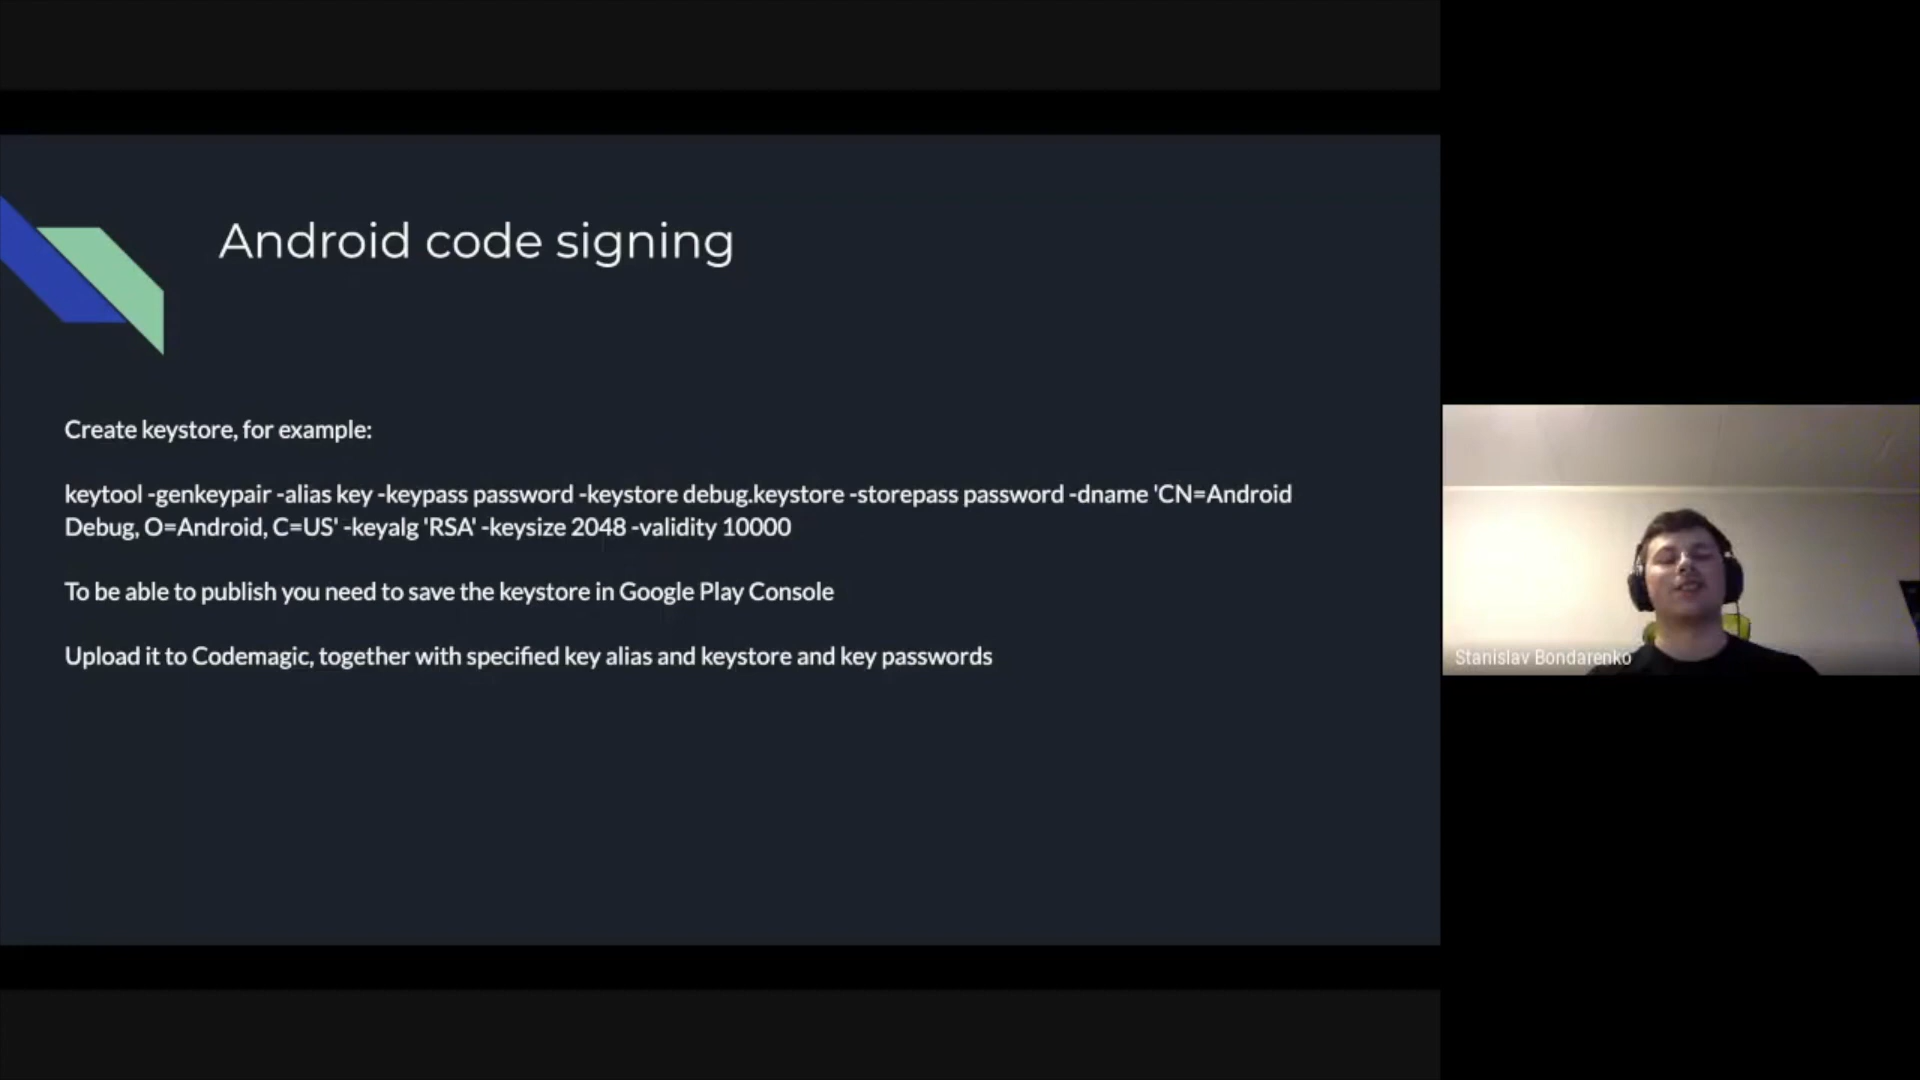 Android code signing
Create keystore, for example:
keytool -genkeypair -alias key -keypass password -keystore debug.keystore -storepass password -dname 'CN=Android
Debug, O=Android, C=US' -keyalg 'RSA' -keysize 2048 -validity 10000
To be able to publish you need to save the keystore in Google Play Console
Upload it to Codemagic, together with specified key alias and keystore and key passwords
Stanislav Bondarenko